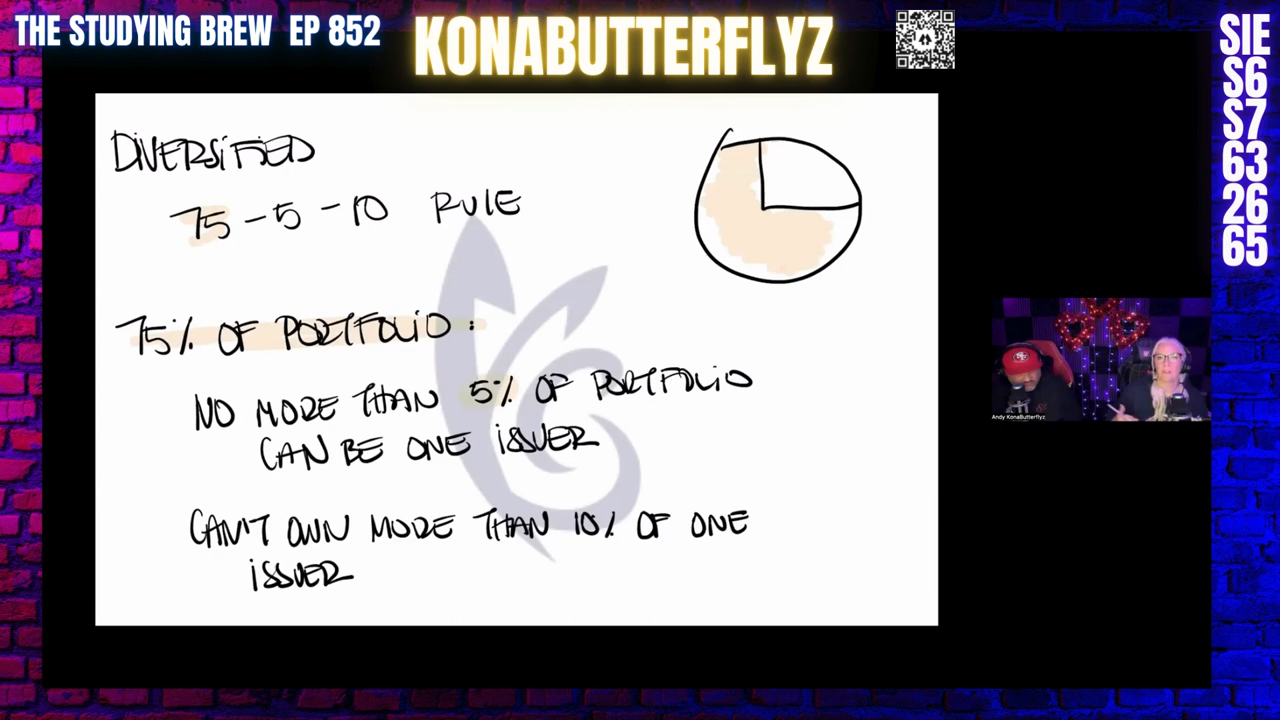 THE STUDYING BREW EP 852
KONABUTTERFLYZ
SIE
S6
S7
63
26
65
DIVERSIFIED
75-5-10 RULE
75% OF PORTFOLIO:
NO MORE THAN 5% OF PORTFOLIO
CAN BE ONE ISSUER
CAN'T OWN MORE THAN 10% OF ONE
ISSUER
Andy KonaButterflyz